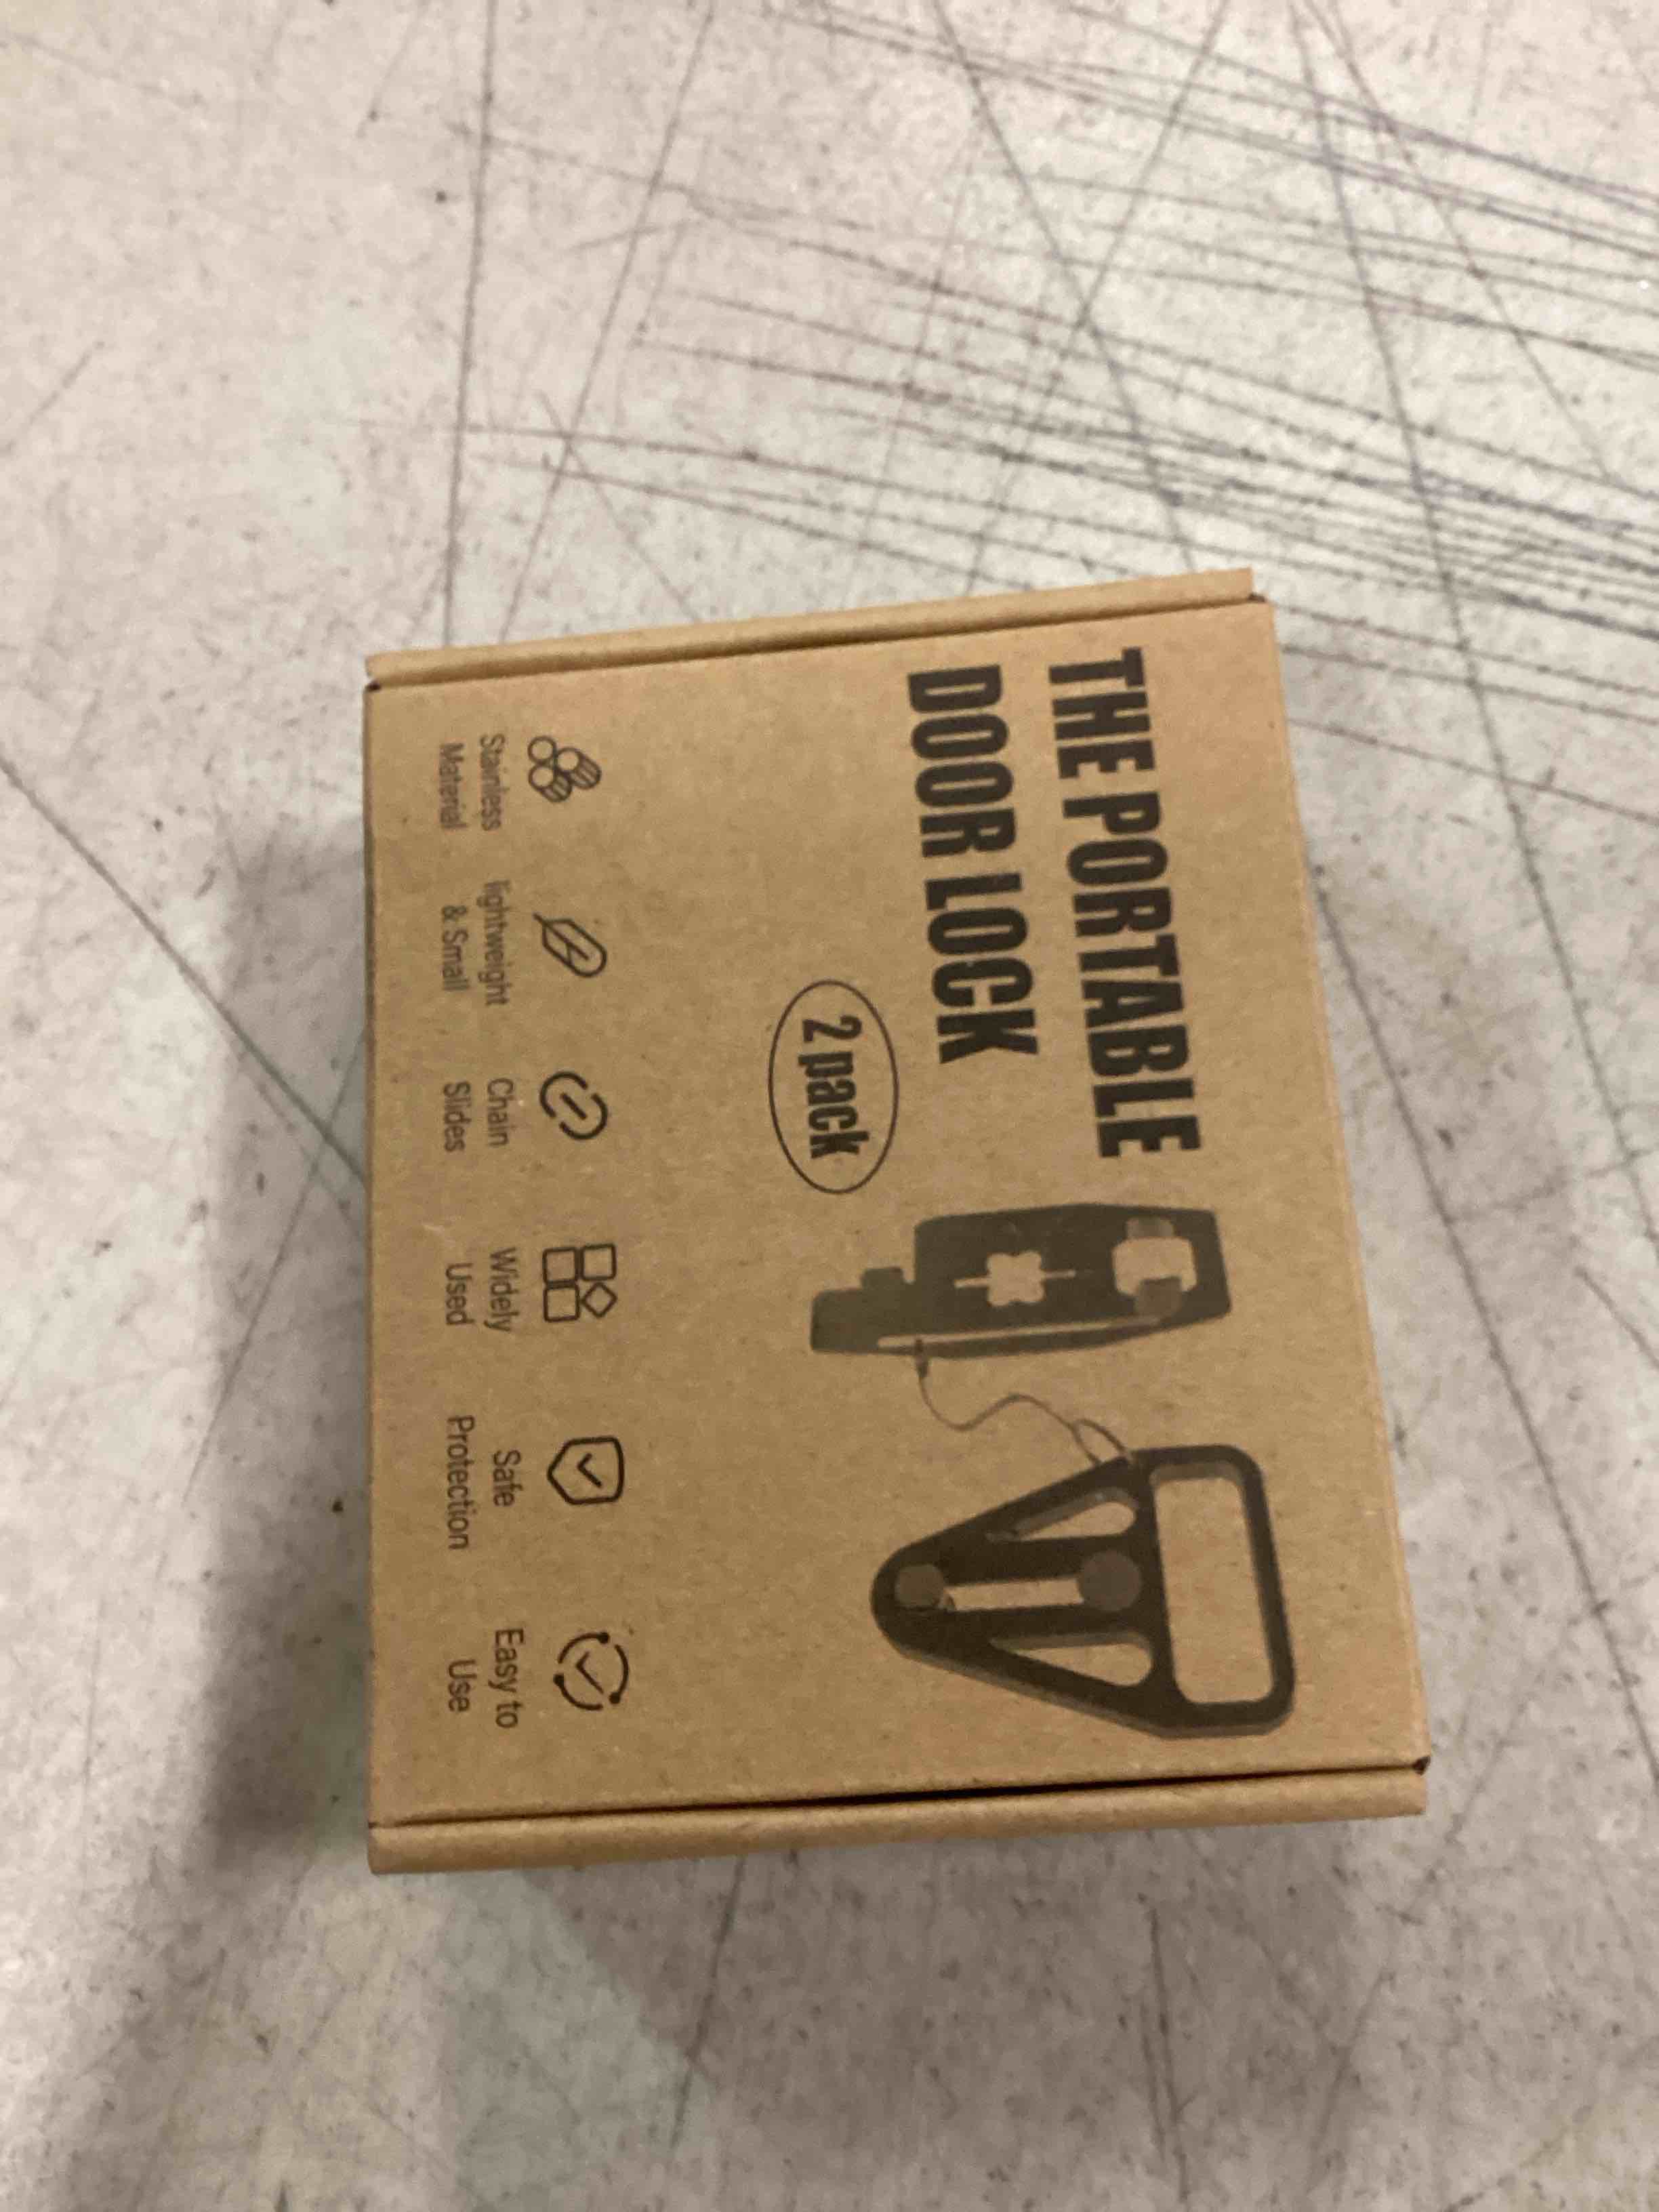 THE PORTABLE
DOOR LOCK
2 pack
Stainless
Material
lightweight
& Small
Chain
Slides
Widely
Used
Safe
Protection
Easy to
Use